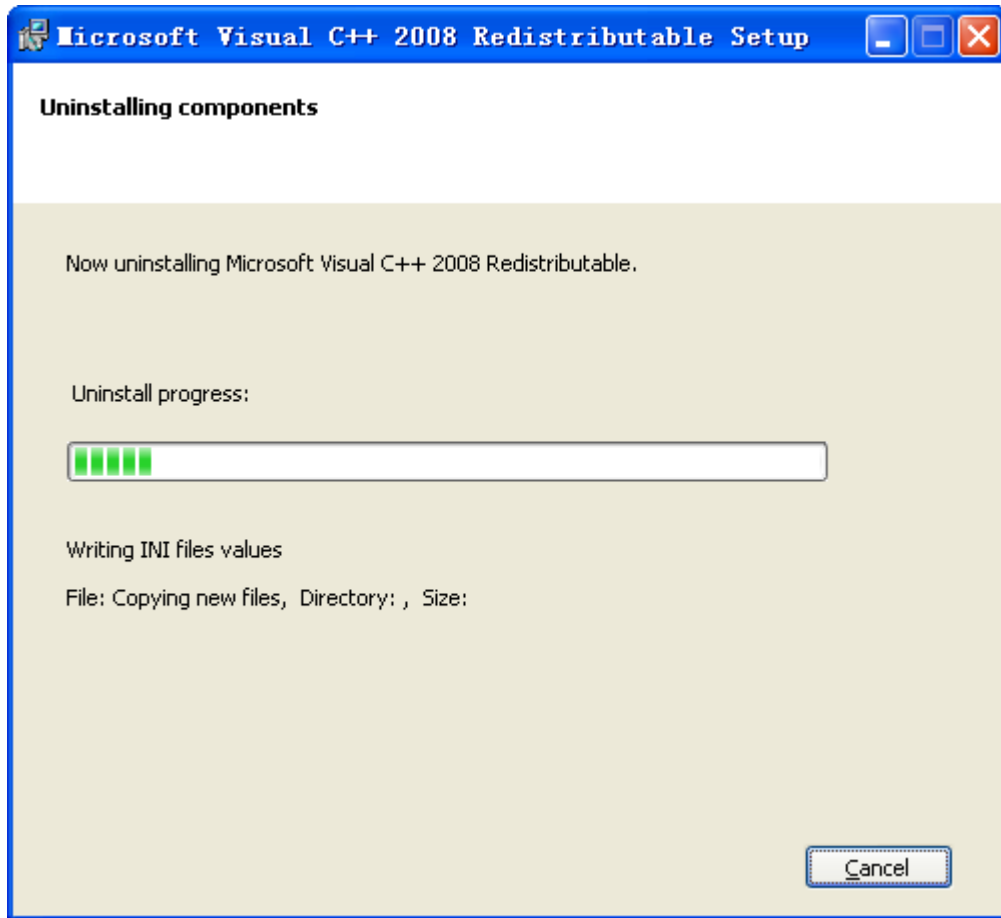 Microsoft Visual C++ 2008 Redistributable Setup
Uninstalling components
Now uninstalling Microsoft Visual C++ 2008 Redistributable.
Uninstall progress:
Writing INI files values
File: Copying new files, Directory: , Size:
Cancel